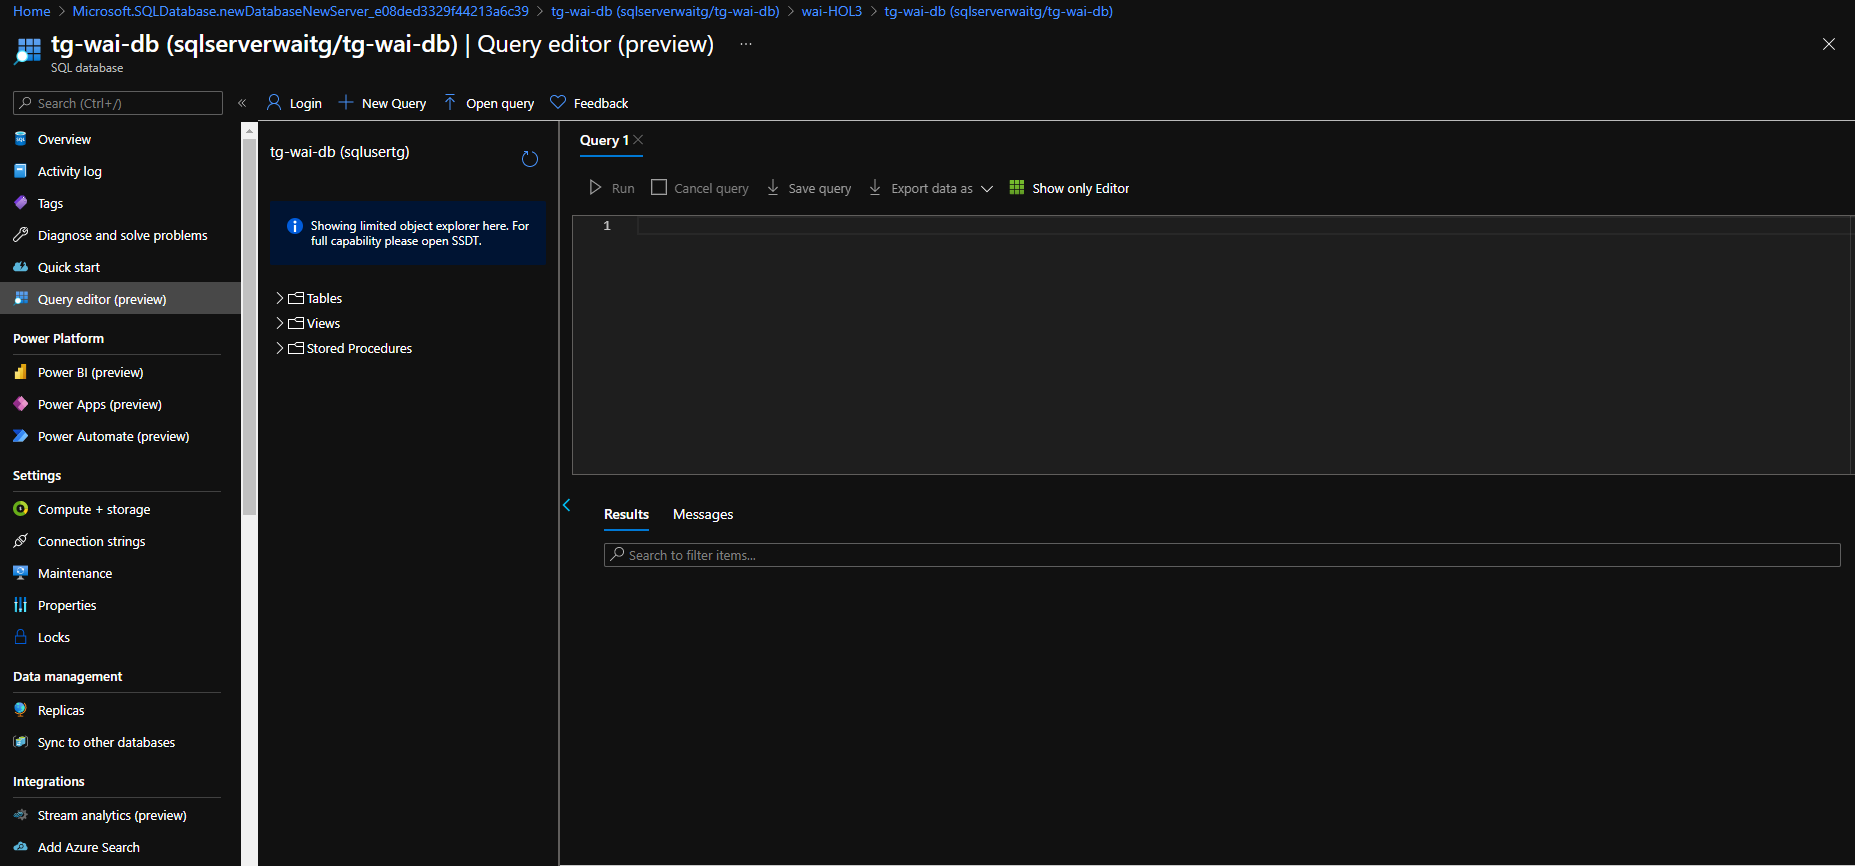 Home > Microsoft.SQLDatabase.newDatabaseNewServer_e08ded3329f44213a6c39 > tg-wai-db (sqlserverwaitg/tg-wai-db) > wai-HOL3 > tg-wai-db (sqlserverwaitg/tg-wai-db)
tg-wai-db (sqlserverwaitg/tg-wai-db) | Query editor (preview) ...
SQL database
Search (Ctrl+/)
«
Overview
Activity log
Tags
Diagnose and solve problems
Quick start
Query editor (preview)
Power Platform
Power BI (preview)
Power Apps (preview)
Power Automate (preview)
Settings
Compute + storage
Connection strings
Maintenance
Properties
Locks
Data management
Replicas
Sync to other databases
Integrations
Stream analytics (preview)
Add Azure Search
Login New Query Open query Feedback
tg-wai-db (sqlusertg)
Showing limited object explorer here. For
full capability please open SSDT.
Tables
Views
Stored Procedures
Query 1
Run Cancel query Save query Export data as Show only Editor
1
Results Messages
Search to filter items...